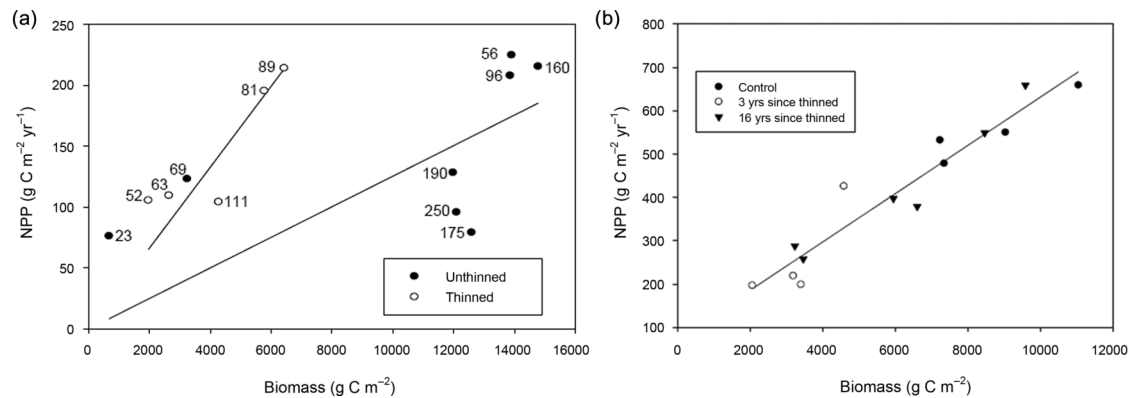 (a)
250
200
150
100
50
0
NPP (g C m⁻² yr⁻¹)
89
81
69
63
52
111
23
56
96
160
190
250
175
Unthinned
Thinned
0 2000 4000 6000 8000 10000 12000 14000 16000
Biomass (g C m⁻²)
(b)
800
700
600
500
400
300
200
100
NPP (g C m⁻² yr⁻¹)
Control
3 yrs since thinned
16 yrs since thinned
0 2000 4000 6000 8000 10000 12000
Biomass (g C m⁻²)